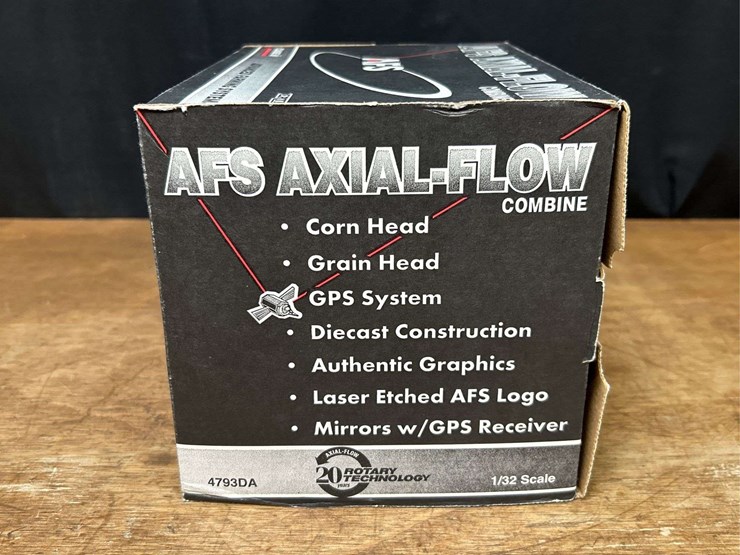 AFS
AFS AXIAL-FLOW
COMBINE
• Corn Head
• Grain Head
GPS System
• Diecast Construction
• Authentic Graphics
• Laser Etched AFS Logo
• Mirrors w/GPS Receiver
4793DA
AXIAL-FLOW
20 ROTARY
years TECHNOLOGY
1/32 Scale